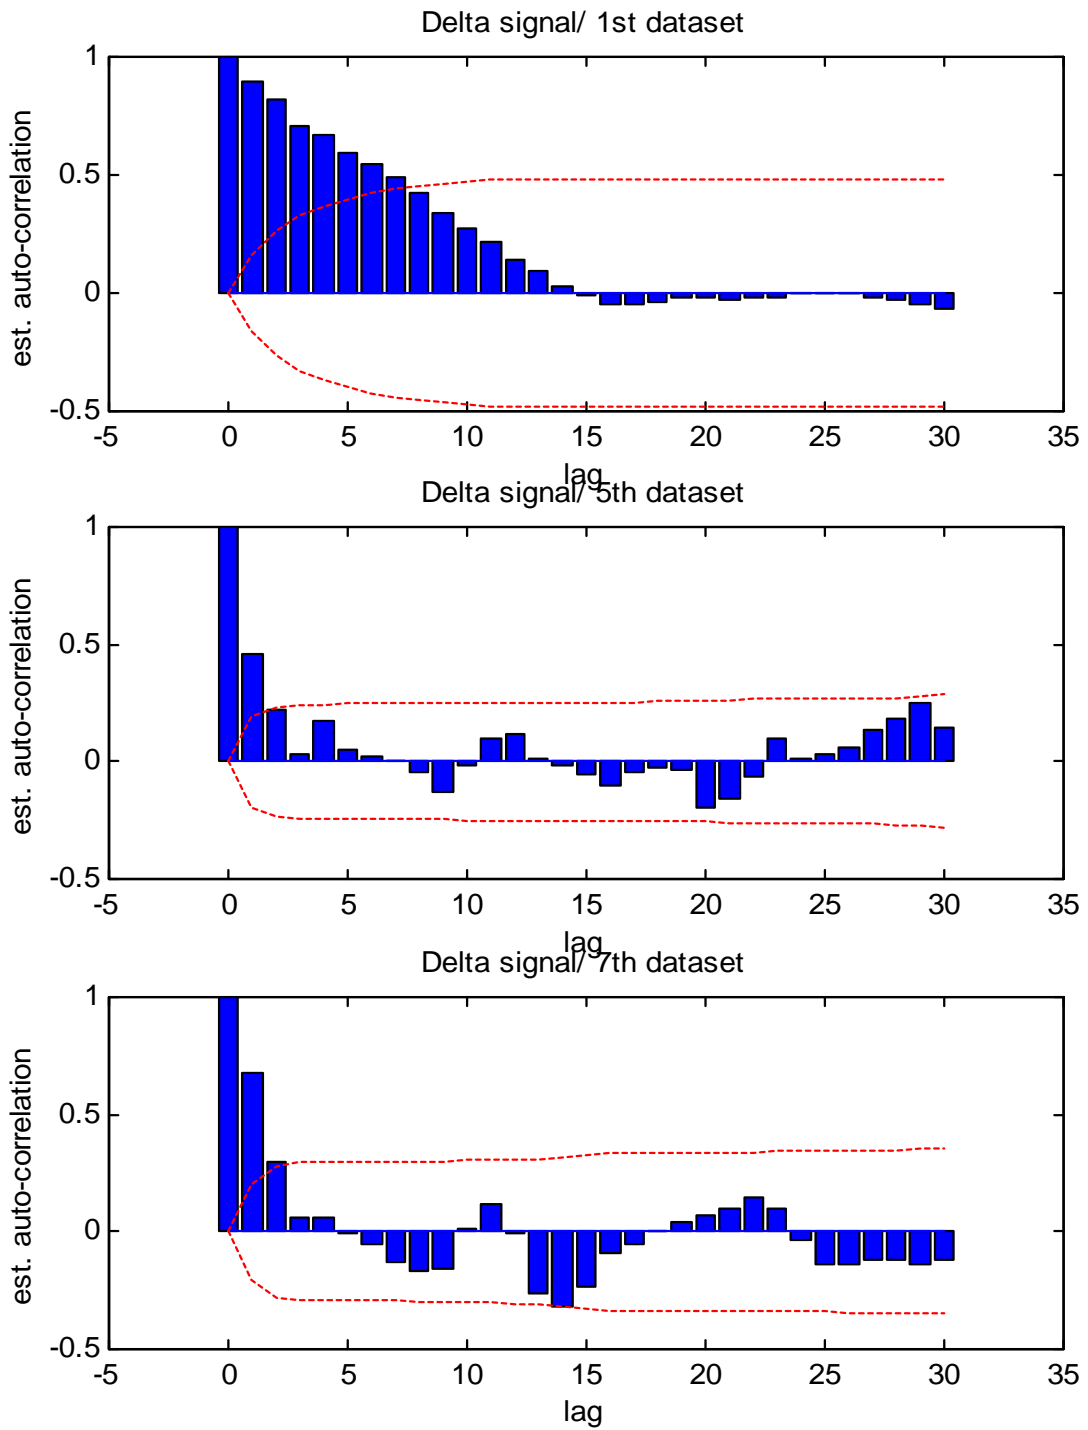 Delta signal/ 1st dataset
est. auto-correlation
1
0.5
0
-0.5
-5 0 5 10 15 20 25 30 35
lag
Delta signal/ 5th dataset
est. auto-correlation
1
0.5
0
-0.5
-5 0 5 10 15 20 25 30 35
lag
Delta signal/ 7th dataset
est. auto-correlation
1
0.5
0
-0.5
-5 0 5 10 15 20 25 30 35
lag